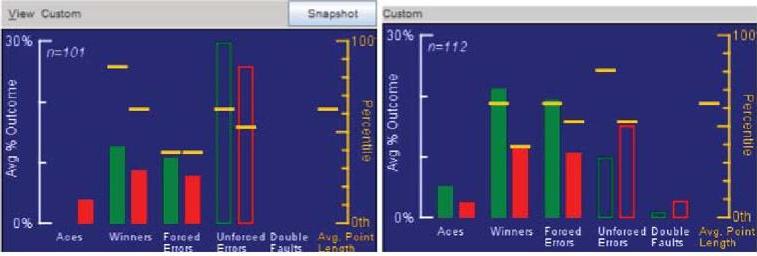 View Custom Snapshot
30%
n=101
100
Avg % Outcome
Percentile
0%
0th
Aces Winners Forced Errors Unforced Errors Double Faults Avg. Point Length
Custom
30%
n=112
100
Avg % Outcome
Percentile
0%
0th
Aces Winners Forced Errors Unforced Errors Double Faults Avg. Point Length